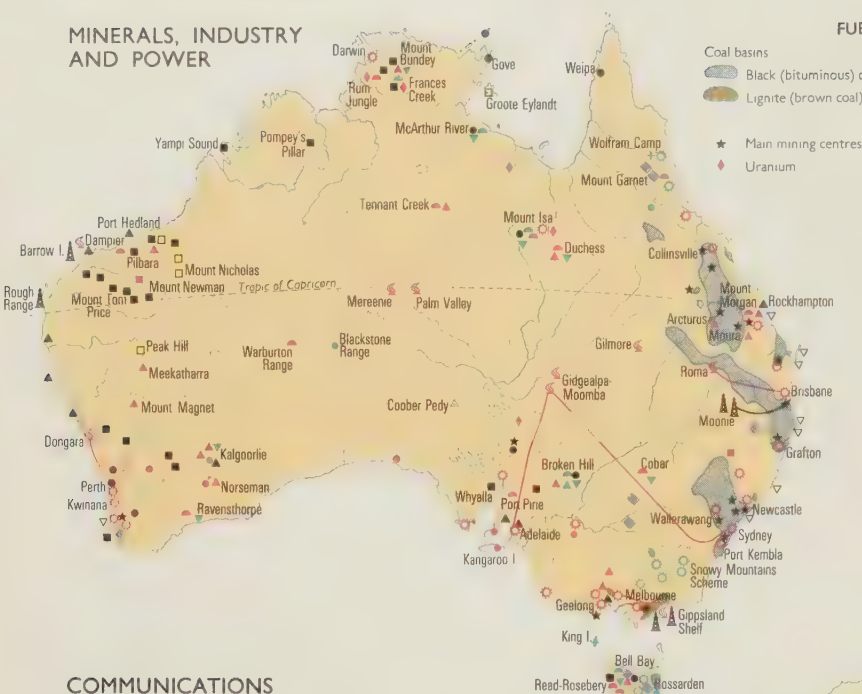 MINERALS, INDUSTRY
AND POWER
Coal basins
Black (bituminous)
Lignite (brown coal)
Main mining centres
Uranium
Darwin
Mount
Bundey
Rum
Jungle
Frances
Creek
Gove
Groote Eylandt
Weipa
McArthur River
Yampi Sound
Pompey's
Pillar
Wolfram Camp
Mount Garnet
Tennant Creek
Mount Isa
Duchess
Port Hedland
Barrow I.
Dampier
Pilbara
Mount Nicholas
Mount Newman
Rough
Range
Mount Tom
Price
Tropic of Capricorn
Mereenie
Palm Valley
Collinsville
Mount
Morgan
Rockhampton
Arcturus
Moura
Peak Hill
Meekatharra
Warburton
Range
Blackstone
Range
Gilmore
Roma
Gidgealpa-
Moomba
Brisbane
Moonie
Mount Magnet
Coober Pedy
Dongara
Kalgoorlie
Grafton
Broken Hill
Cobar
Perth
Norseman
Whyalla
Port Pirie
Kwinana
Ravensthorpe
Wallerawang
Newcastle
Adelaide
Sydney
Port Kembla
Kangaroo I
Snowy Mountains
Scheme
Geelong
Melbourne
Gippsland
Shelf
King I.
Bell Bay
Read-Rosebery
Rossarden
COMMUNICATIONS